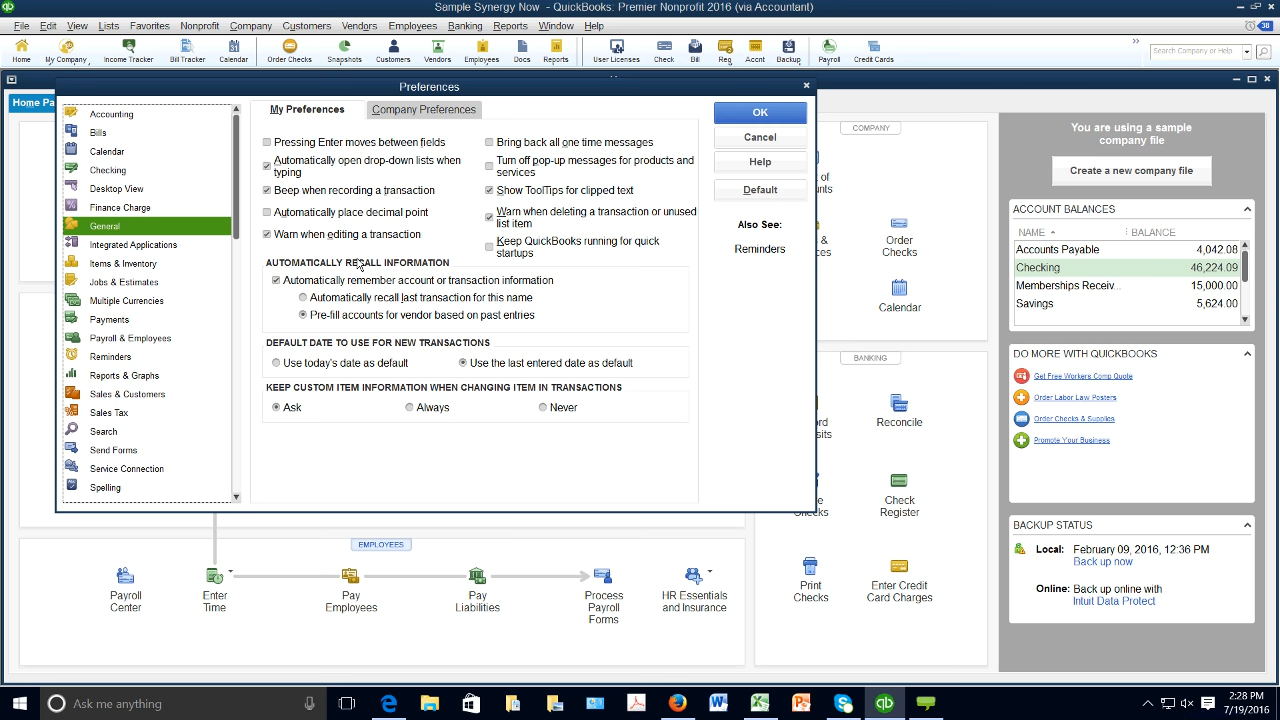 Sample Synergy Now - QuickBooks: Premier Nonprofit 2016 (via Accountant)
File Edit View Lists Favorites Nonprofit Company Customers Vendors Employees Banking Reports Window Help
38
Home My Company Income Tracker Bill Tracker Calendar Order Checks Snapshots Customers Vendors Employees Docs Reports User Licenses Check Bill Reg Accnt Backup Payroll Credit Cards
Search Company or Help
Home Pa
Preferences
Accounting
Bills
Calendar
Checking
Desktop View
Finance Charge
General
Integrated Applications
Items & Inventory
Jobs & Estimates
Multiple Currencies
Payments
Payroll & Employees
Reminders
Reports & Graphs
Sales & Customers
Sales Tax
Search
Send Forms
Service Connection
Spelling
My Preferences Company Preferences
Pressing Enter moves between fields
Automatically open drop-down lists when
typing
Beep when recording a transaction
Automatically place decimal point
Warn when editing a transaction
Bring back all one time messages
Turn off pop-up messages for products and
services
Show ToolTips for clipped text
Warn when deleting a transaction or unused
list item
Keep QuickBooks running for quick
startups
AUTOMATICALLY RECALL INFORMATION
Automatically remember account or transaction information
Automatically recall last transaction for this name
Pre-fill accounts for vendor based on past entries
DEFAULT DATE TO USE FOR NEW TRANSACTIONS
Use today's date as default Use the last entered date as default
KEEP CUSTOM ITEM INFORMATION WHEN CHANGING ITEM IN TRANSACTIONS
Ask Always Never
OK
Cancel
Help
Default
Also See:
Reminders
COMPANY
t of
unts
s &
ces
Order
Checks
Calendar
BANKING
rd
sits
Reconcile
e
cks
Check
Register
Print
Checks
Enter Credit
Card Charges
EMPLOYEES
Payroll
Center
Enter
Time
Pay
Employees
Pay
Liabilities
Process
Payroll
Forms
HR Essentials
and Insurance
You are using a sample
company file
Create a new company file
ACCOUNT BALANCES
NAME BALANCE
Accounts Payable 4,042.08
Checking 46,224.09
Memberships Receiv... 15,000.00
Savings 5,624.00
DO MORE WITH QUICKBOOKS
Get Free Workers Comp Quote
Order Labor Law Posters
Order Checks & Supplies
Promote Your Business
BACKUP STATUS
Local: February 09, 2016, 12:36 PM
Back up now
Online: Back up online with
Intuit Data Protect
Ask me anything
2:28 PM
7/19/2016